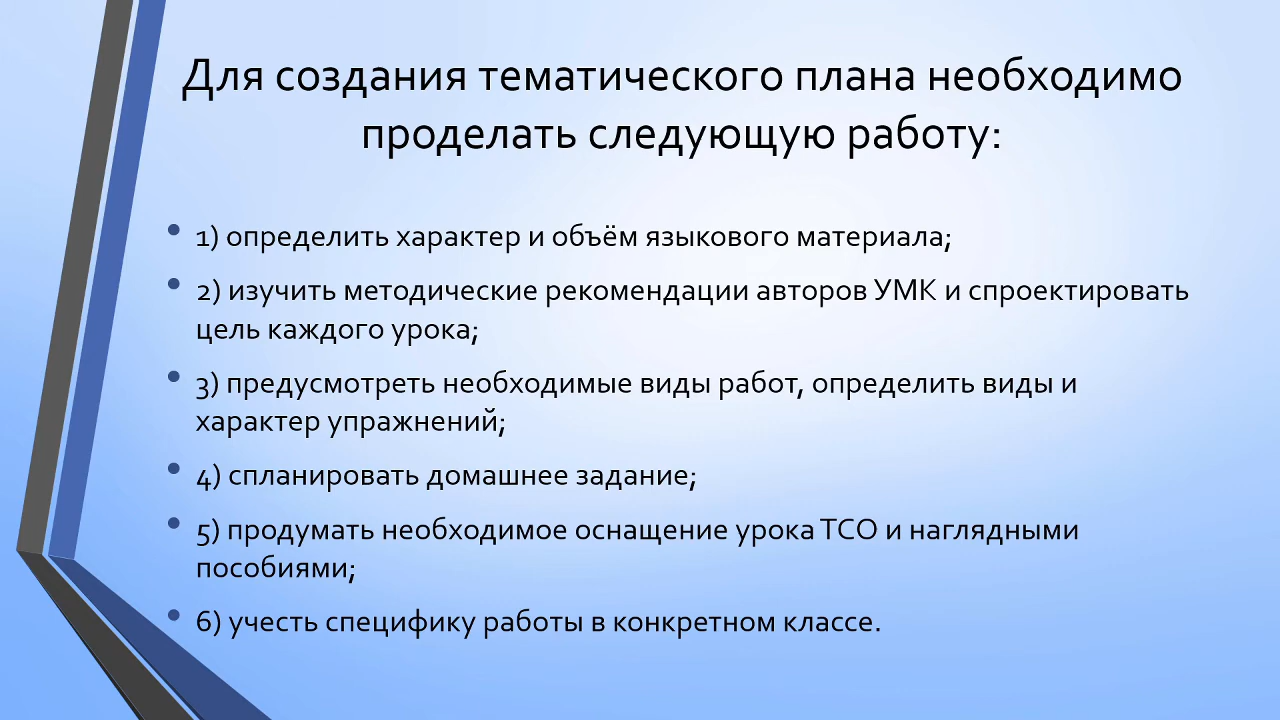 Для создания тематического плана необходимо
проделать следующую работу:
• 1) определить характер и объём языкового материала;
• 2) изучить методические рекомендации авторов УМК и спроектировать
цель каждого урока;
• 3) предусмотреть необходимые виды работ, определить виды и
характер упражнений;
• 4) спланировать домашнее задание;
• 5) продумать необходимое оснащение урока ТСО и наглядными
пособиями;
• 6) учесть специфику работы в конкретном классе.